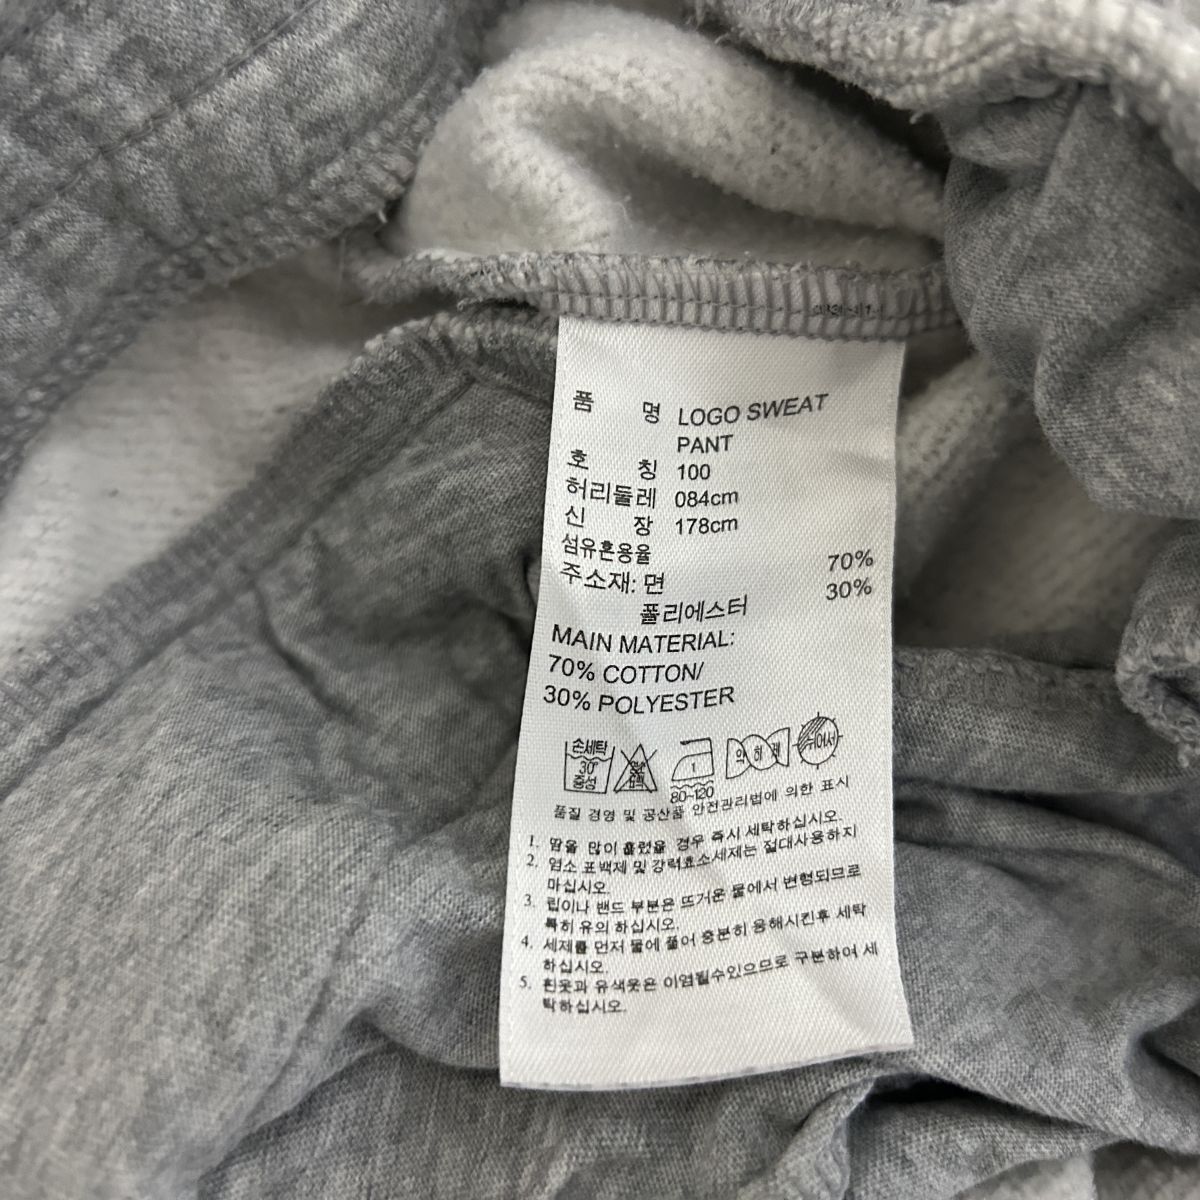 품 명 LOGO SWEAT
PANT
호 칭 100
허리둘레 084cm
신 장 178cm
섬유혼용율
주소재: 면 70%
폴리에스터 30%
MAIN MATERIAL:
70% COTTON/
30% POLYESTER
손세탁
30°
중성
1
80~120
약하게
뉘어서
품질 경영 및 공산품 안전관리법에 의한 표시
1. 땀을 많이 흘렸을 경우 즉시 세탁하십시오.
2. 염소 표백제 및 강력효소세제는 절대사용하지
마십시오.
3. 립이나 밴드 부분은 뜨거운 물에서 변형되므로
특히 유의 하십시오.
4. 세제를 먼저 물에 풀어 충분히 용해시킨후 세탁
하십시오.
5. 흰옷과 유색옷은 이염될수있으므로 구분하여 세
탁하십시오.